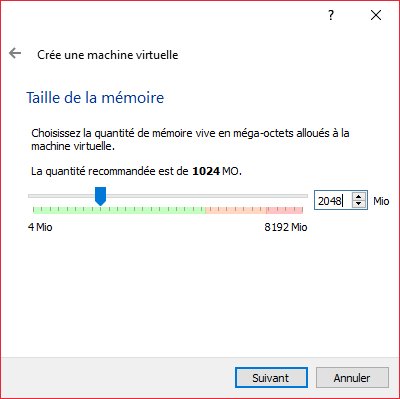 ?
Crée une machine virtuelle
Taille de la mémoire
Choisissez la quantité de mémoire vive en méga-octets alloués à la
machine virtuelle.
La quantité recommandée est de 1024 MO.
2048 Mio
4 Mio 8192 Mio
Suivant Annuler